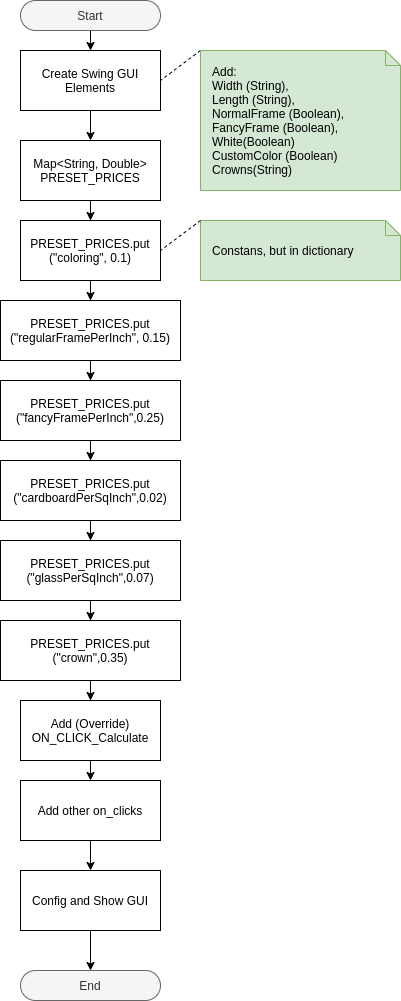 Start
Create Swing GUI
Elements
Add:
Width (String),
Length (String),
NormalFrame (Boolean),
FancyFrame (Boolean),
White(Boolean)
CustomColor (Boolean)
Crowns(String)
Map<String, Double>
PRESET_PRICES
PRESET_PRICES.put
("coloring", 0.1)
Constans, but in dictionary
PRESET_PRICES.put
("regularFramePerInch", 0.15)
PRESET_PRICES.put
("fancyFramePerInch",0.25)
PRESET_PRICES.put
("cardboardPerSqInch",0.02)
PRESET_PRICES.put
("glassPerSqInch",0.07)
PRESET_PRICES.put
("crown",0.35)
Add (Override)
ON_CLICK_Calculate
Add other on_clicks
Config and Show GUI
End